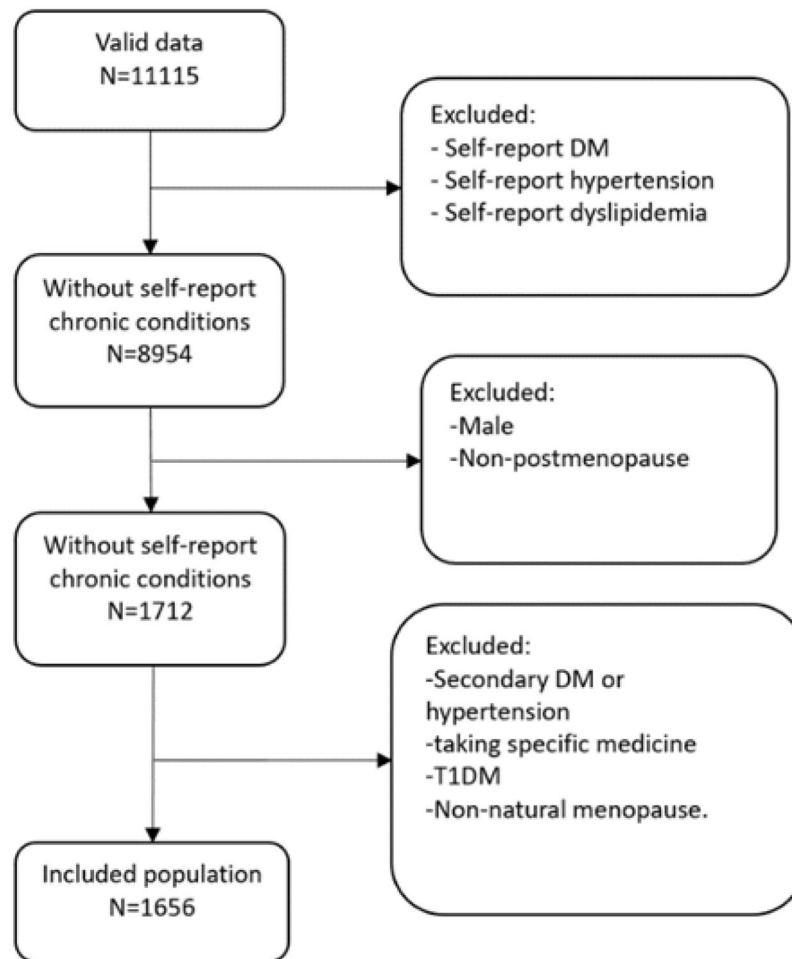 Valid data
N=11115
Excluded:
- Self-report DM
- Self-report hypertension
- Self-report dyslipidemia
Without self-report
chronic conditions
N=8954
Excluded:
-Male
-Non-postmenopause
Without self-report
chronic conditions
N=1712
Excluded:
-Secondary DM or
hypertension
-taking specific medicine
-T1DM
-Non-natural menopause.
Included population
N=1656